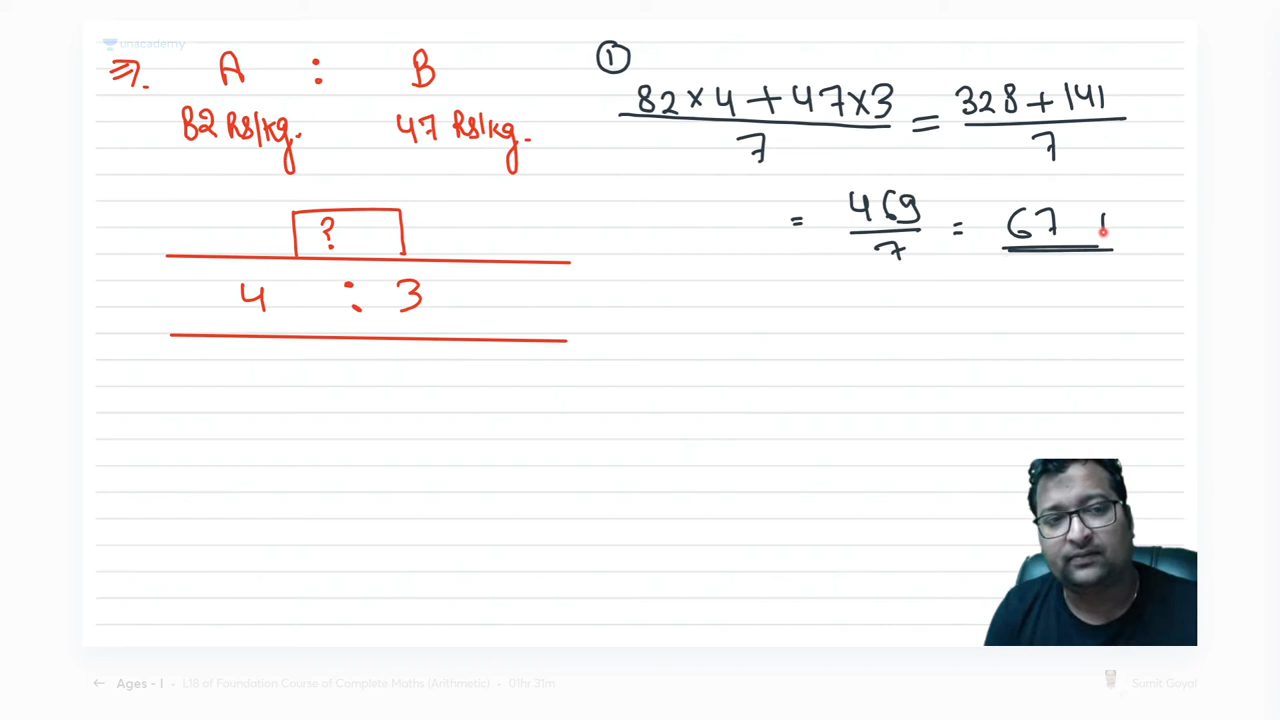 unacademy
⇒. A : B
82 Rs/kg. 47 Rs/kg.
?
4 : 3
①
82 × 4 + 47 × 3 / 7 = 328 + 141 / 7
= 469 / 7 = 67
← Ages - I • L18 of Foundation Course of Complete Maths (Arithmetic) • 01hr 31m
Sumit Goyal